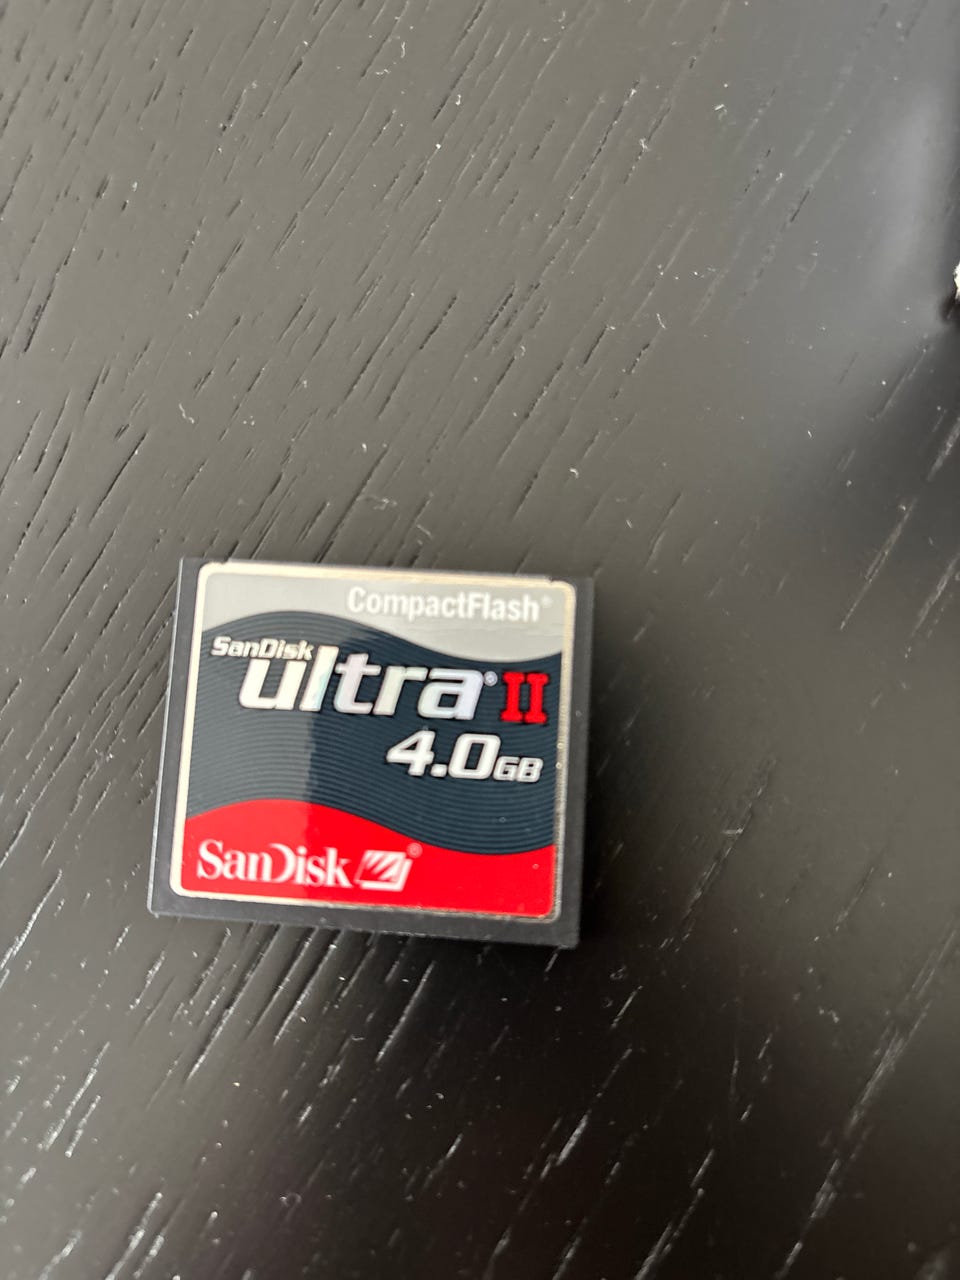 CompactFlash®
SanDisk
ultra® II
4.0GB
SanDisk®